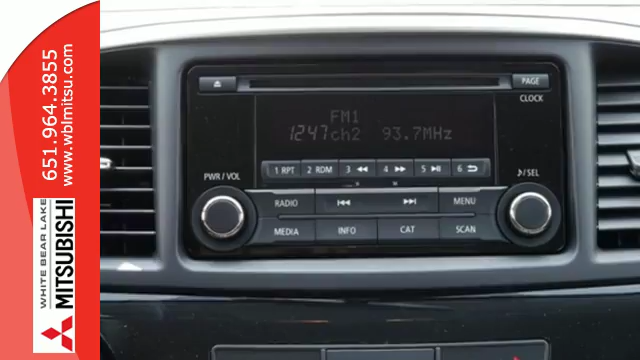 651.964.3855
www.wblmitsu.com
WHITE BEAR LAKE
MITSUBISHI
PAGE
CLOCK
FM1
1247ch2 93.7MHz
1 RPT 2 RDM 3 4 5 6
PWR / VOL
/SEL
RADIO MENU
MEDIA INFO CAT SCAN